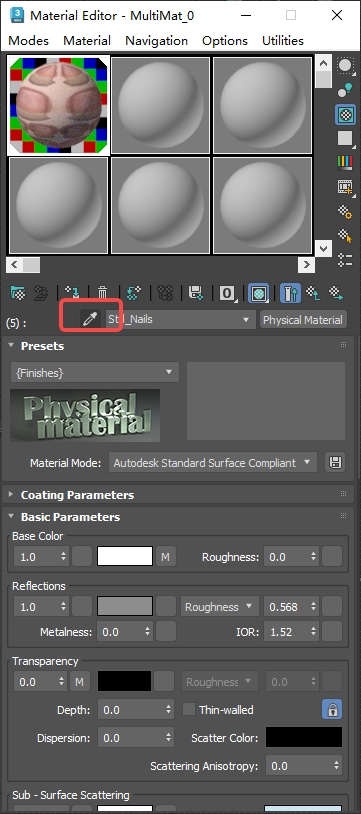 3 Material Editor - MultiMat_0
Modes Material Navigation Options Utilities
0
(5) : Std_Nails Physical Material
Presets
{Finishes}
Physical material
Material Mode: Autodesk Standard Surface Compliant
Coating Parameters
Basic Parameters
Base Color
1.0 M Roughness: 0.0
Reflections
1.0 Roughness 0.568
Metalness: 0.0 IOR: 1.52
Transparency
0.0 M Roughness 0.0
Depth: 0.0 Thin-walled
Dispersion: 0.0 Scatter Color:
Scattering Anisotropy: 0.0
Sub - Surface Scattering